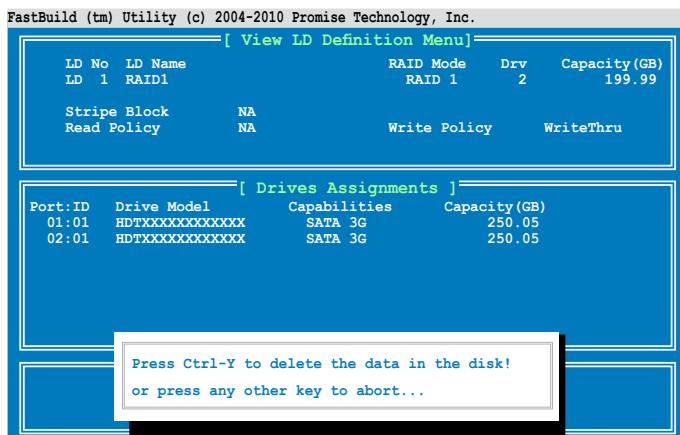 FastBuild (tm) Utility (c) 2004-2010 Promise Technology, Inc.
[ View LD Definition Menu]
LD No LD Name RAID Mode Drv Capacity(GB)
LD 1 RAID1 RAID 1 2 199.99
Stripe Block NA
Read Policy NA Write Policy WriteThru
[ Drives Assignments ]
Port:ID Drive Model Capabilities Capacity(GB)
01:01 HDTXXXXXXXXXXXX SATA 3G 250.05
02:01 HDTXXXXXXXXXXXX SATA 3G 250.05
Press Ctrl-Y to delete the data in the disk!
or press any other key to abort...